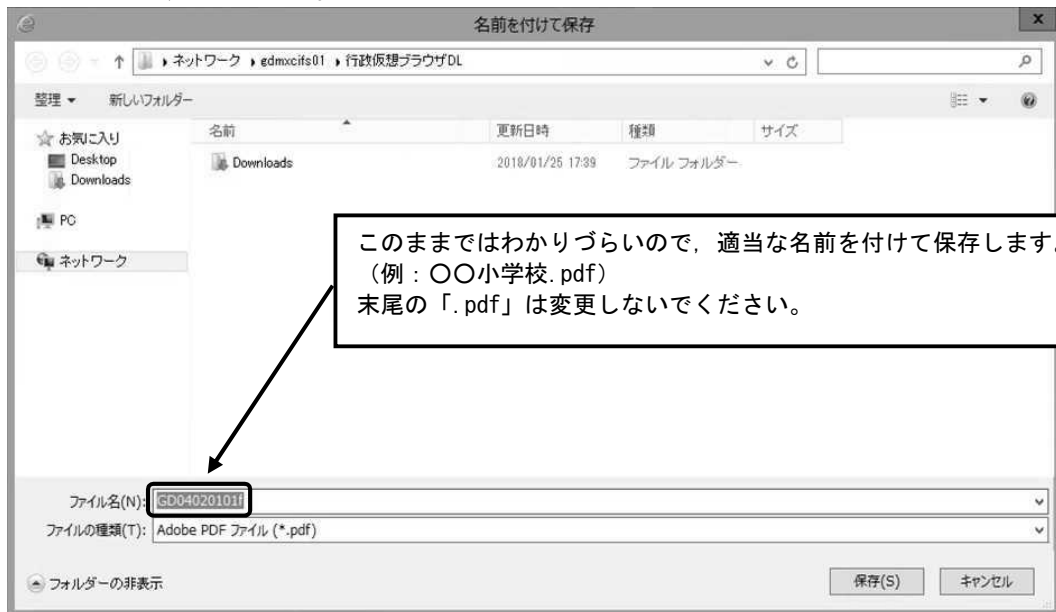 名前を付けて保存
x
ネットワーク ▸ edmxcifs01 ▸ 行政仮想ブラウザDL
整理 ▼ 新しいフォルダー
名前 更新日時 種類 サイズ
お気に入り
Desktop
Downloads
PC
ネットワーク
Downloads 2018/01/25 17:39 ファイル フォルダー
このままではわかりづらいので，適当な名前を付けて保存します。
（例：〇〇小学校.pdf）
末尾の「.pdf」は変更しないでください。
ファイル名(N): GD04020101f
ファイルの種類(T): Adobe PDF ファイル (*.pdf)
フォルダーの非表示
保存(S) キャンセル